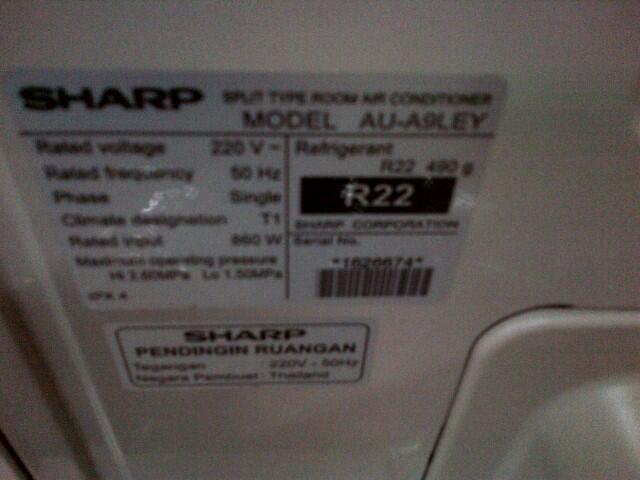 SHARP SPLIT TYPE ROOM AIR CONDITIONER
MODEL AU-A9LEY
Rated voltage 220 V ~
Rated frequency 50 Hz
Phase Single
Climate designation T1
Rated input 860 W
Maximum operating pressure
Hi 2.60MPa Lo 1.50MPa
IPX 4
Refrigerant
R22 490 g
R22
SHARP CORPORATION
Serial No.
*1626674*
SHARP
PENDINGIN RUANGAN
Tegangan : 220V - 50Hz
Negara Pembuat : Thailand